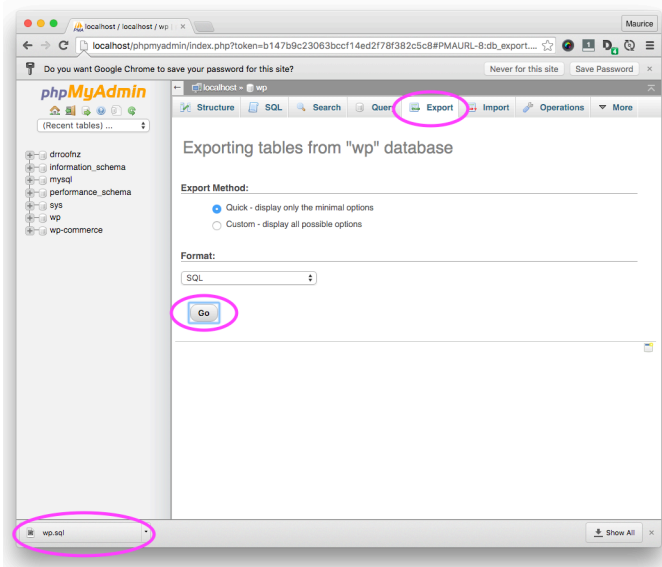 localhost / localhost / wp
Maurice
localhost/phpmyadmin/index.php?token=b147b9c23063bccf14ed2f78f382c5c8#PMAURL-8:db_export....
Do you want Google Chrome to save your password for this site?
Never for this site
Save Password
phpMyAdmin
(Recent tables) ...
drroofnz
information_schema
mysql
performance_schema
sys
wp
wp-commerce
localhost » wp
Structure
SQL
Search
Query
Export
Import
Operations
More
Exporting tables from "wp" database
Export Method:
Quick - display only the minimal options
Custom - display all possible options
Format:
SQL
Go
wp.sql
Show All